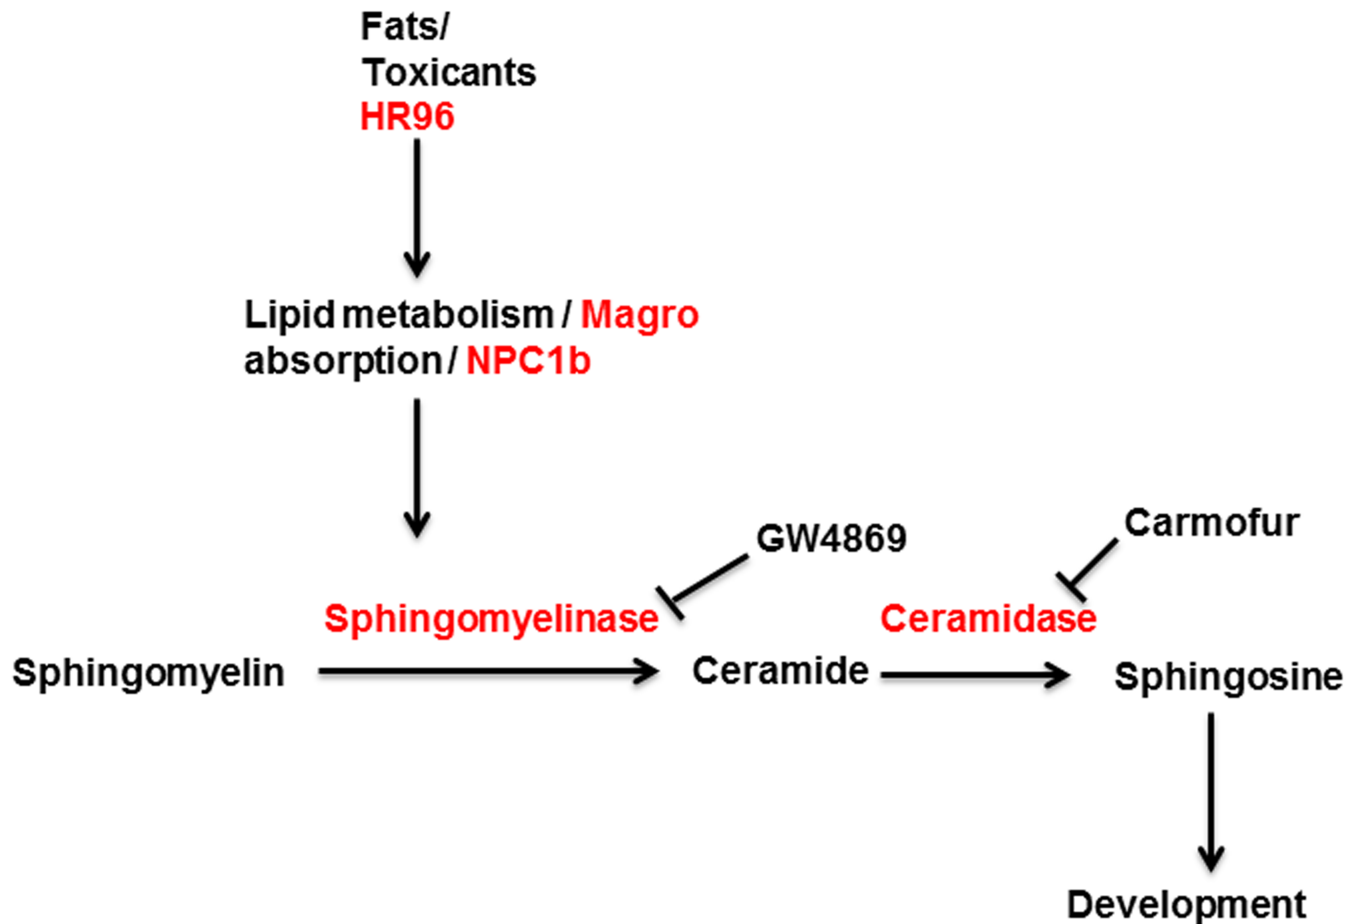 Fats/
Toxicants
HR96
Lipid metabolism / Magro
absorption / NPC1b
GW4869
Carmofur
Sphingomyelinase
Ceramidase
Sphingomyelin
Ceramide
Sphingosine
Development